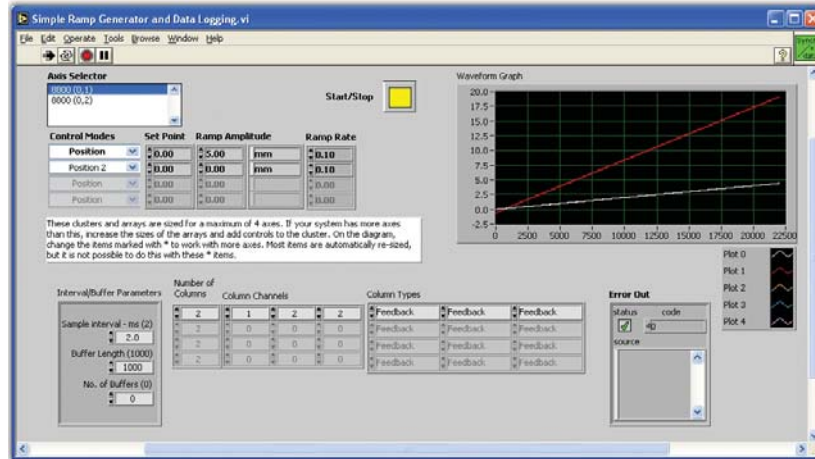 Simple Ramp Generator and Data Logging.vi
File Edit Operate Tools Browse Window Help
Axis Selector
8800 (0,1)
8800 (0,2)
Start/Stop
Control Modes Set Point Ramp Amplitude Ramp Rate
Position 0.00 5.00 mm 0.10
Position 2 0.00 0.00 mm 0.10
Position 0.00 0.00 0.00
Position 0.00 0.00 0.00
These clusters and arrays are sized for a maximum of 4 axes. If your system has more axes
than this, increase the sizes of the arrays and add controls to the cluster. On the diagram,
change the items marked with * to work with more axes. Most items are automatically re-sized,
but it is not possible to do this with these * items.
Waveform Graph
20.0
17.5
15.0
12.5
10.0
7.5
5.0
2.5
0.0
-2.5
0 2500 5000 7500 10000 12500 15000 17500 20000 22500
Plot 0
Plot 1
Plot 2
Plot 3
Plot 4
Interval/Buffer Parameters
Sample interval - ms (2)
2.0
Buffer Length (1000)
1000
No. of Buffers (0)
0
Number of
Columns Column Channels Column Types
2 1 2 2 Feedback Feedback Feedback
2 0 0 0 Feedback Feedback Feedback
2 0 0 0 Feedback Feedback Feedback
2 0 0 0 Feedback Feedback Feedback
Error Out
status code
source